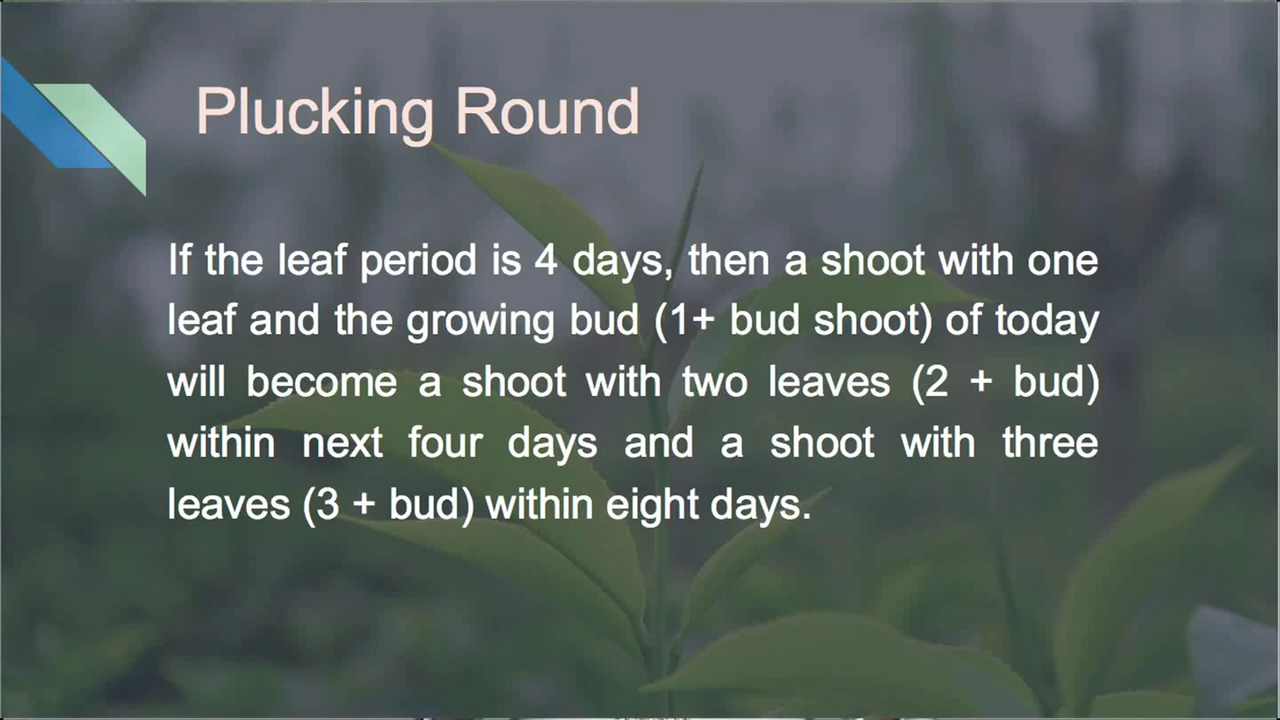 Plucking Round
If the leaf period is 4 days, then a shoot with one
leaf and the growing bud (1+ bud shoot) of today
will become a shoot with two leaves (2 + bud)
within next four days and a shoot with three
leaves (3 + bud) within eight days.